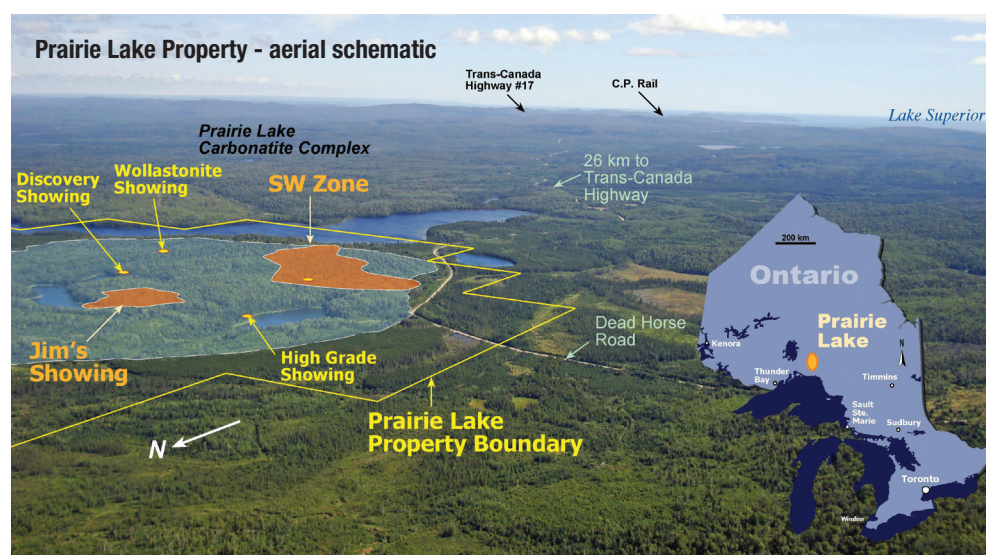 Prairie Lake Property - aerial schematic
Trans-Canada
Highway #17
C.P. Rail
Lake Superior
Prairie Lake
Carbonatite Complex
26 km to
Trans-Canada
Highway
Discovery
Showing
Wollastonite
Showing
SW Zone
Jim's
Showing
High Grade
Showing
Dead Horse
Road
Prairie Lake
Property Boundary
N
200 km
Ontario
Prairie
Lake
N
Kenora
Thunder
Bay
Timmins
Sault
Ste.
Marie
Sudbury
Toronto
Windsor